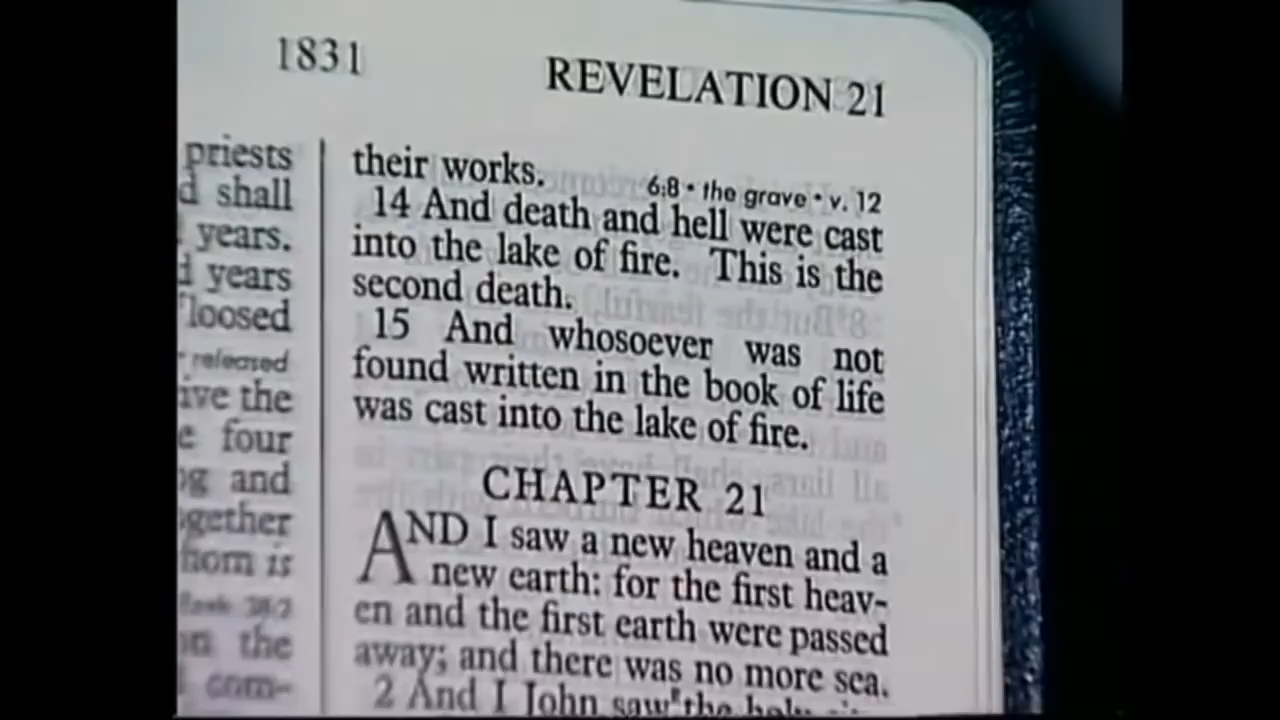 1831
REVELATION 21
priests
shall
years.
years
loosed
released
the
four
and
is
the
their works.
6:8 • the grave • v. 12
14 And death and hell were cast
into the lake of fire. This is the
second death.
15 And whosoever was not
found written in the book of life
was cast into the lake of fire.
CHAPTER 21
AND I saw a new heaven and a
new earth: for the first heav-
en and the first earth were passed
away; and there was no more sea.
2 And I John saw the holy